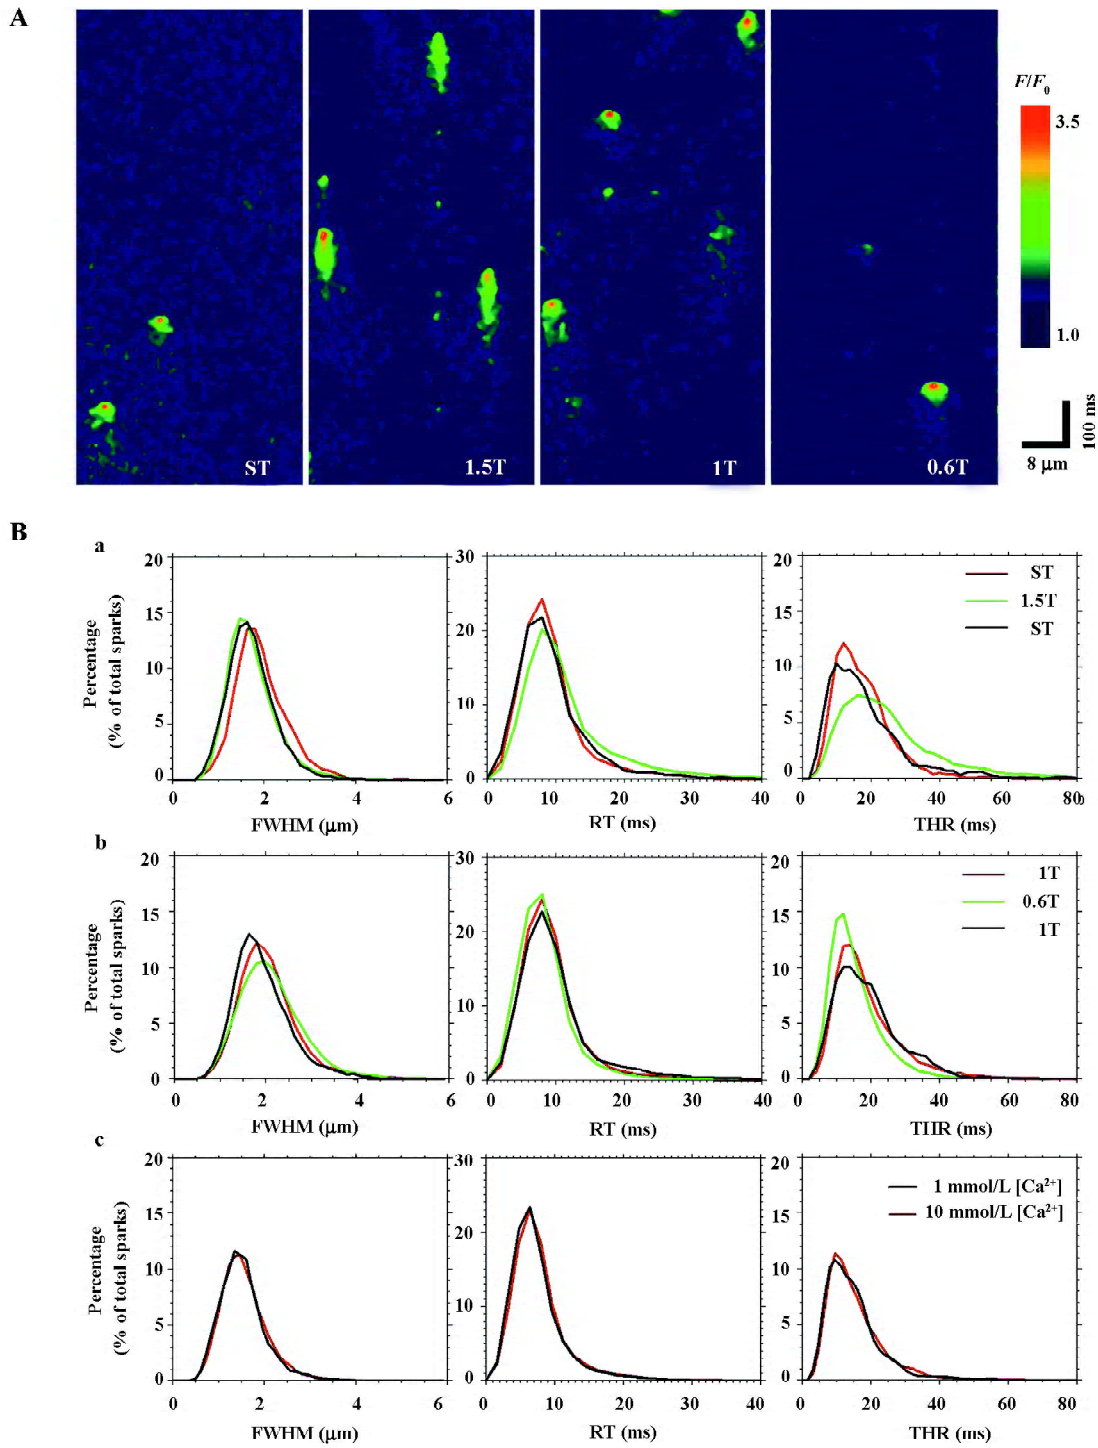 A
F/F₀
3.5
1.0
100 ms
8 μm
ST
1.5T
1T
0.6T
B
a
20
15
10
5
0
Percentage
(% of total sparks)
0 2 4 6
FWHM (μm)
30
20
10
0
0 10 20 30 40
RT (ms)
20
15
10
5
0
0 20 40 60 80
THR (ms)
ST
1.5T
ST
b
20
15
10
5
0
Percentage
(% of total sparks)
0 2 4 6
FWHM (μm)
30
20
10
0
0 10 20 30 40
RT (ms)
20
15
10
5
0
0 20 40 60 80
THR (ms)
1T
0.6T
1T
c
20
15
10
5
0
Percentage
(% of total sparks)
0 2 4 6
FWHM (μm)
30
20
10
0
0 10 20 30 40
RT (ms)
20
15
10
5
0
0 20 40 60 80
THR (ms)
1 mmol/L [Ca²⁺]
10 mmol/L [Ca²⁺]